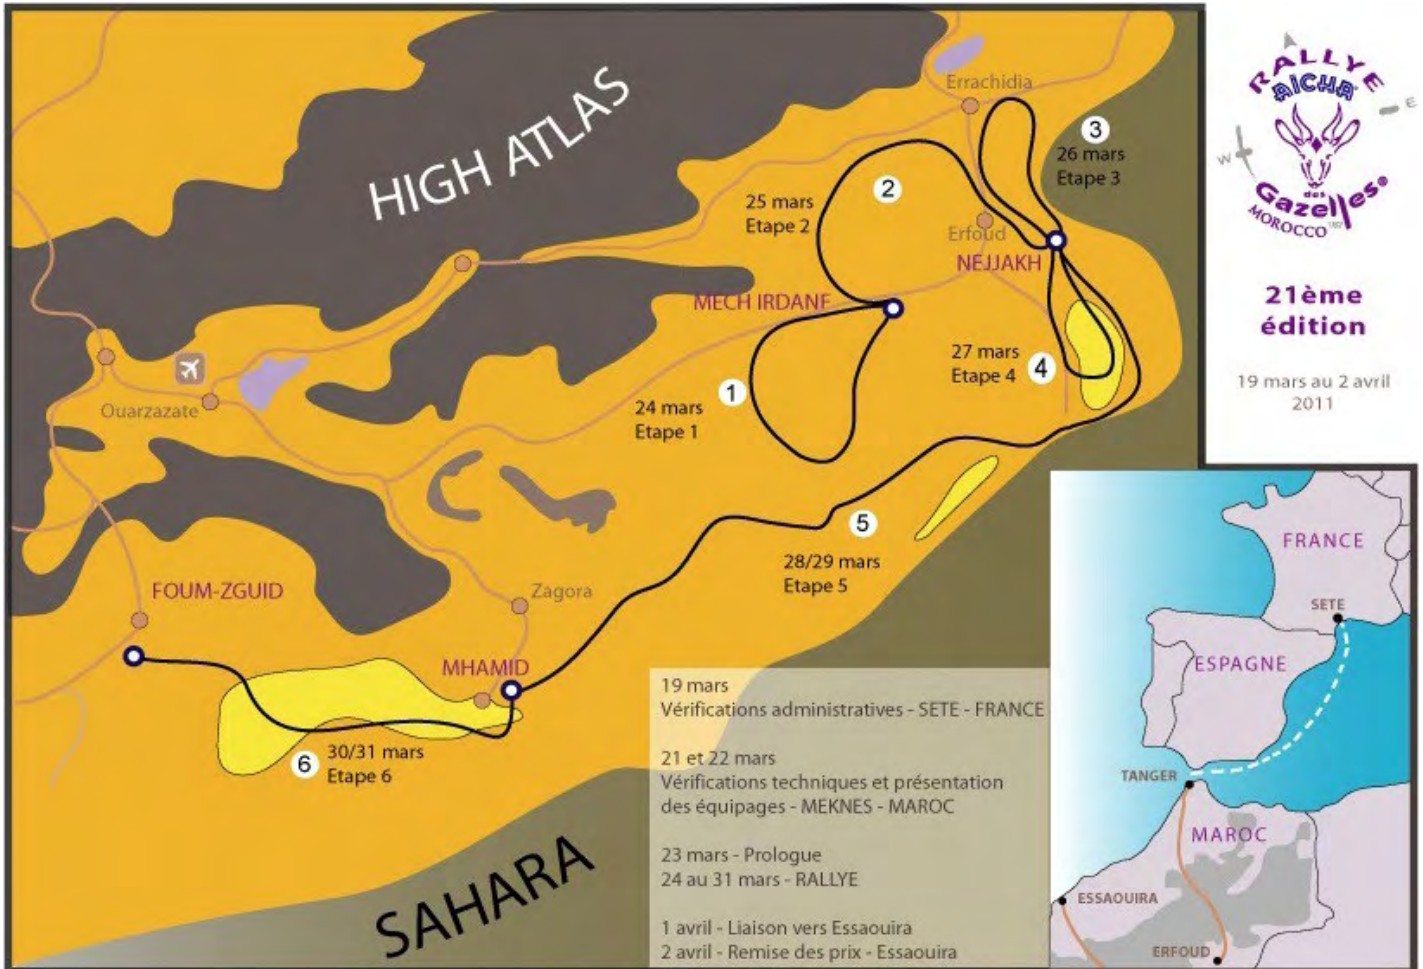 HIGH ATLAS
Errachidia
3
26 mars
Etape 3
2
25 mars
Etape 2
Erfoud
NEJJAKH
MECH IRDANF
27 mars
Etape 4
4
1
24 mars
Etape 1
Ouarzazate
5
28/29 mars
Etape 5
FOUM-ZGUID
Zagora
MHAMID
6
30/31 mars
Etape 6
SAHARA
19 mars
Vérifications administratives - SETE - FRANCE
21 et 22 mars
Vérifications techniques et présentation
des équipages - MEKNES - MAROC
23 mars - Prologue
24 au 31 mars - RALLYE
1 avril - Liaison vers Essaouira
2 avril - Remise des prix - Essaouira
RALLYE
AICHA
des
Gazelles®
MOROCCO
W
E
21ème
édition
19 mars au 2 avril
2011
FRANCE
SETE
ESPAGNE
TANGER
MAROC
ESSAOUIRA
ERFOUD